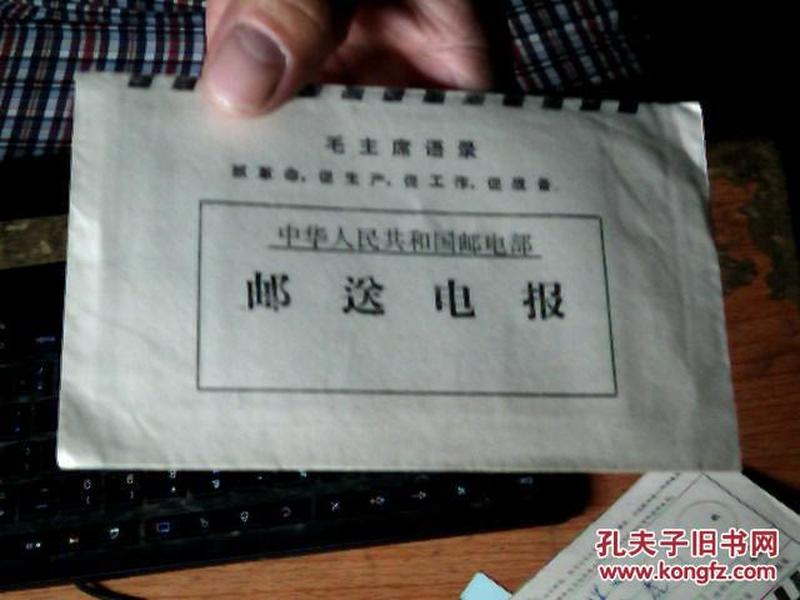 毛主席语录
抓革命，促生产，促工作，促战备
中华人民共和国邮电部
邮送电报
孔夫子旧书网
www.kongfz.com